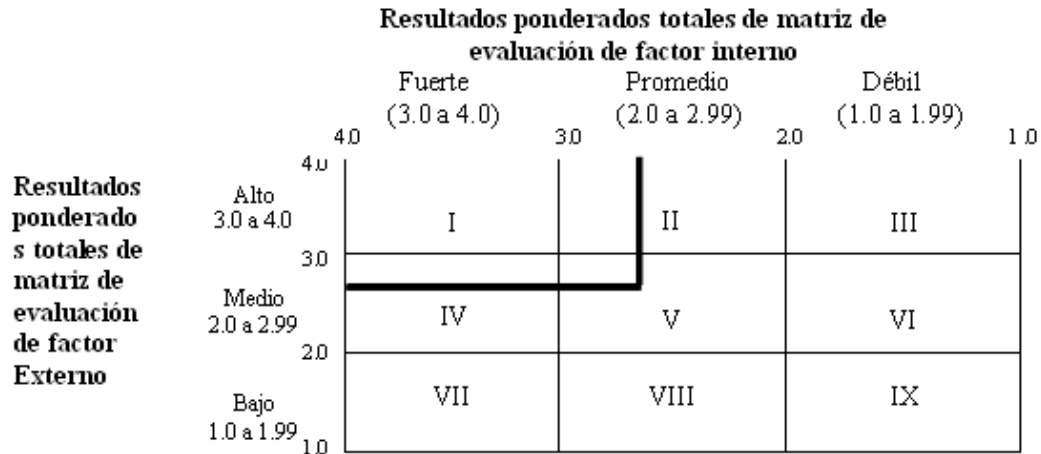 Resultados ponderados totales de matriz de
evaluación de factor interno
Fuerte Promedio Débil
(3.0 a 4.0) (2.0 a 2.99) (1.0 a 1.99)
4.0 3.0 2.0 1.0
4.0
Resultados
ponderado
s totales de
matriz de
evaluación
de factor
Externo
Alto
3.0 a 4.0
I II III
3.0
Medio
2.0 a 2.99
IV V VI
2.0
Bajo
1.0 a 1.99
VII VIII IX
1.0